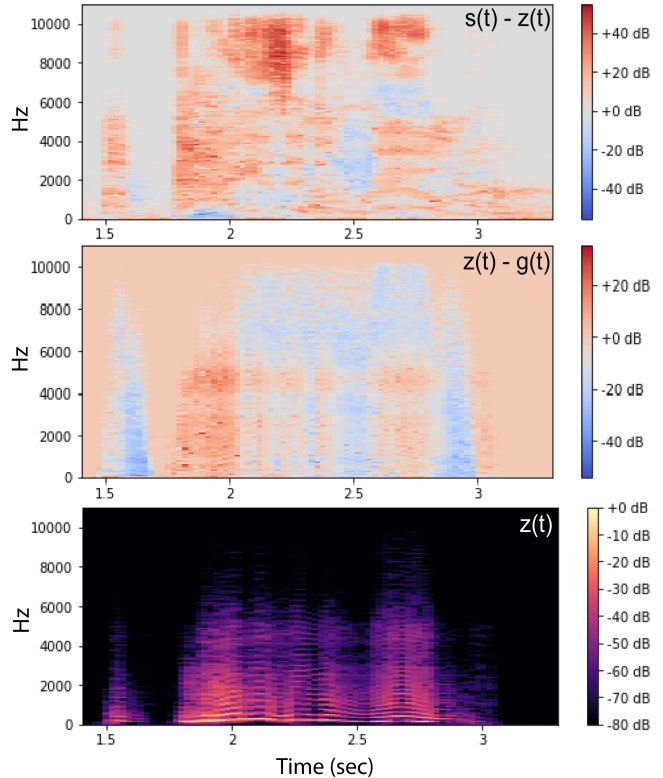 s(t) - z(t)
10000
8000
6000
4000
2000
0
Hz
1.5
2
2.5
3
+40 dB
+20 dB
+0 dB
-20 dB
-40 dB
z(t) - g(t)
10000
8000
6000
4000
2000
0
Hz
1.5
2
2.5
3
+20 dB
+0 dB
-20 dB
-40 dB
z(t)
10000
8000
6000
4000
2000
0
Hz
1.5
2
2.5
3
+0 dB
-10 dB
-20 dB
-30 dB
-40 dB
-50 dB
-60 dB
-70 dB
-80 dB
Time (sec)